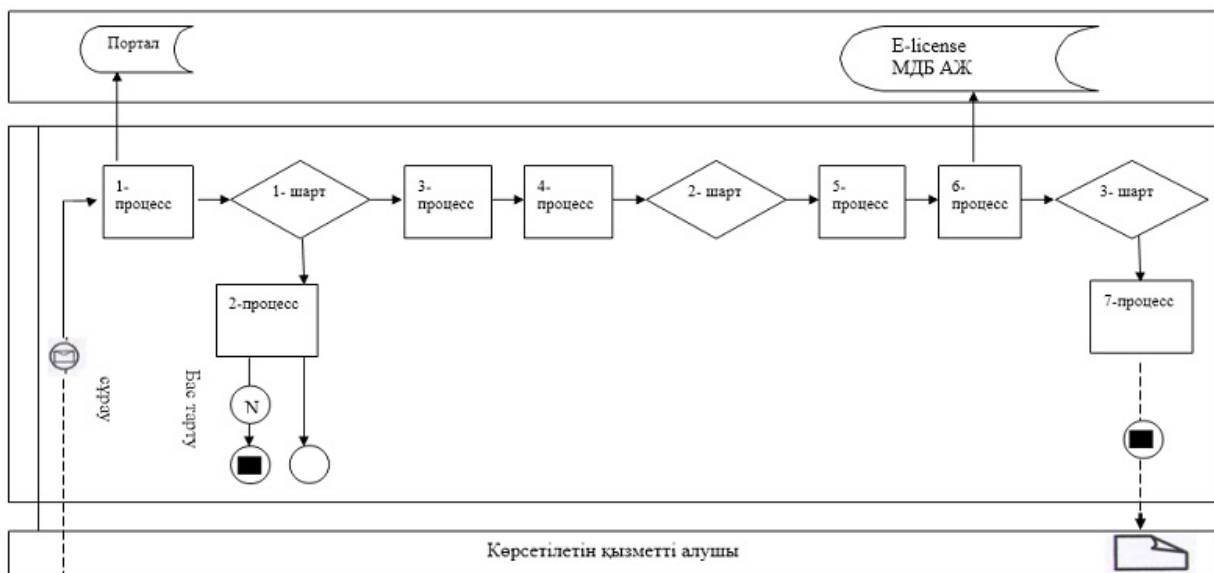 Портал
E-license
МДБ АЖ
1-
процесс
1- шарт
3-
процесс
4-
процесс
2- шарт
5-
процесс
6-
процесс
3- шарт
2-процесс
7-процесс
сұрау
Бас тарту
N
Көрсетілетін қызметті алушы